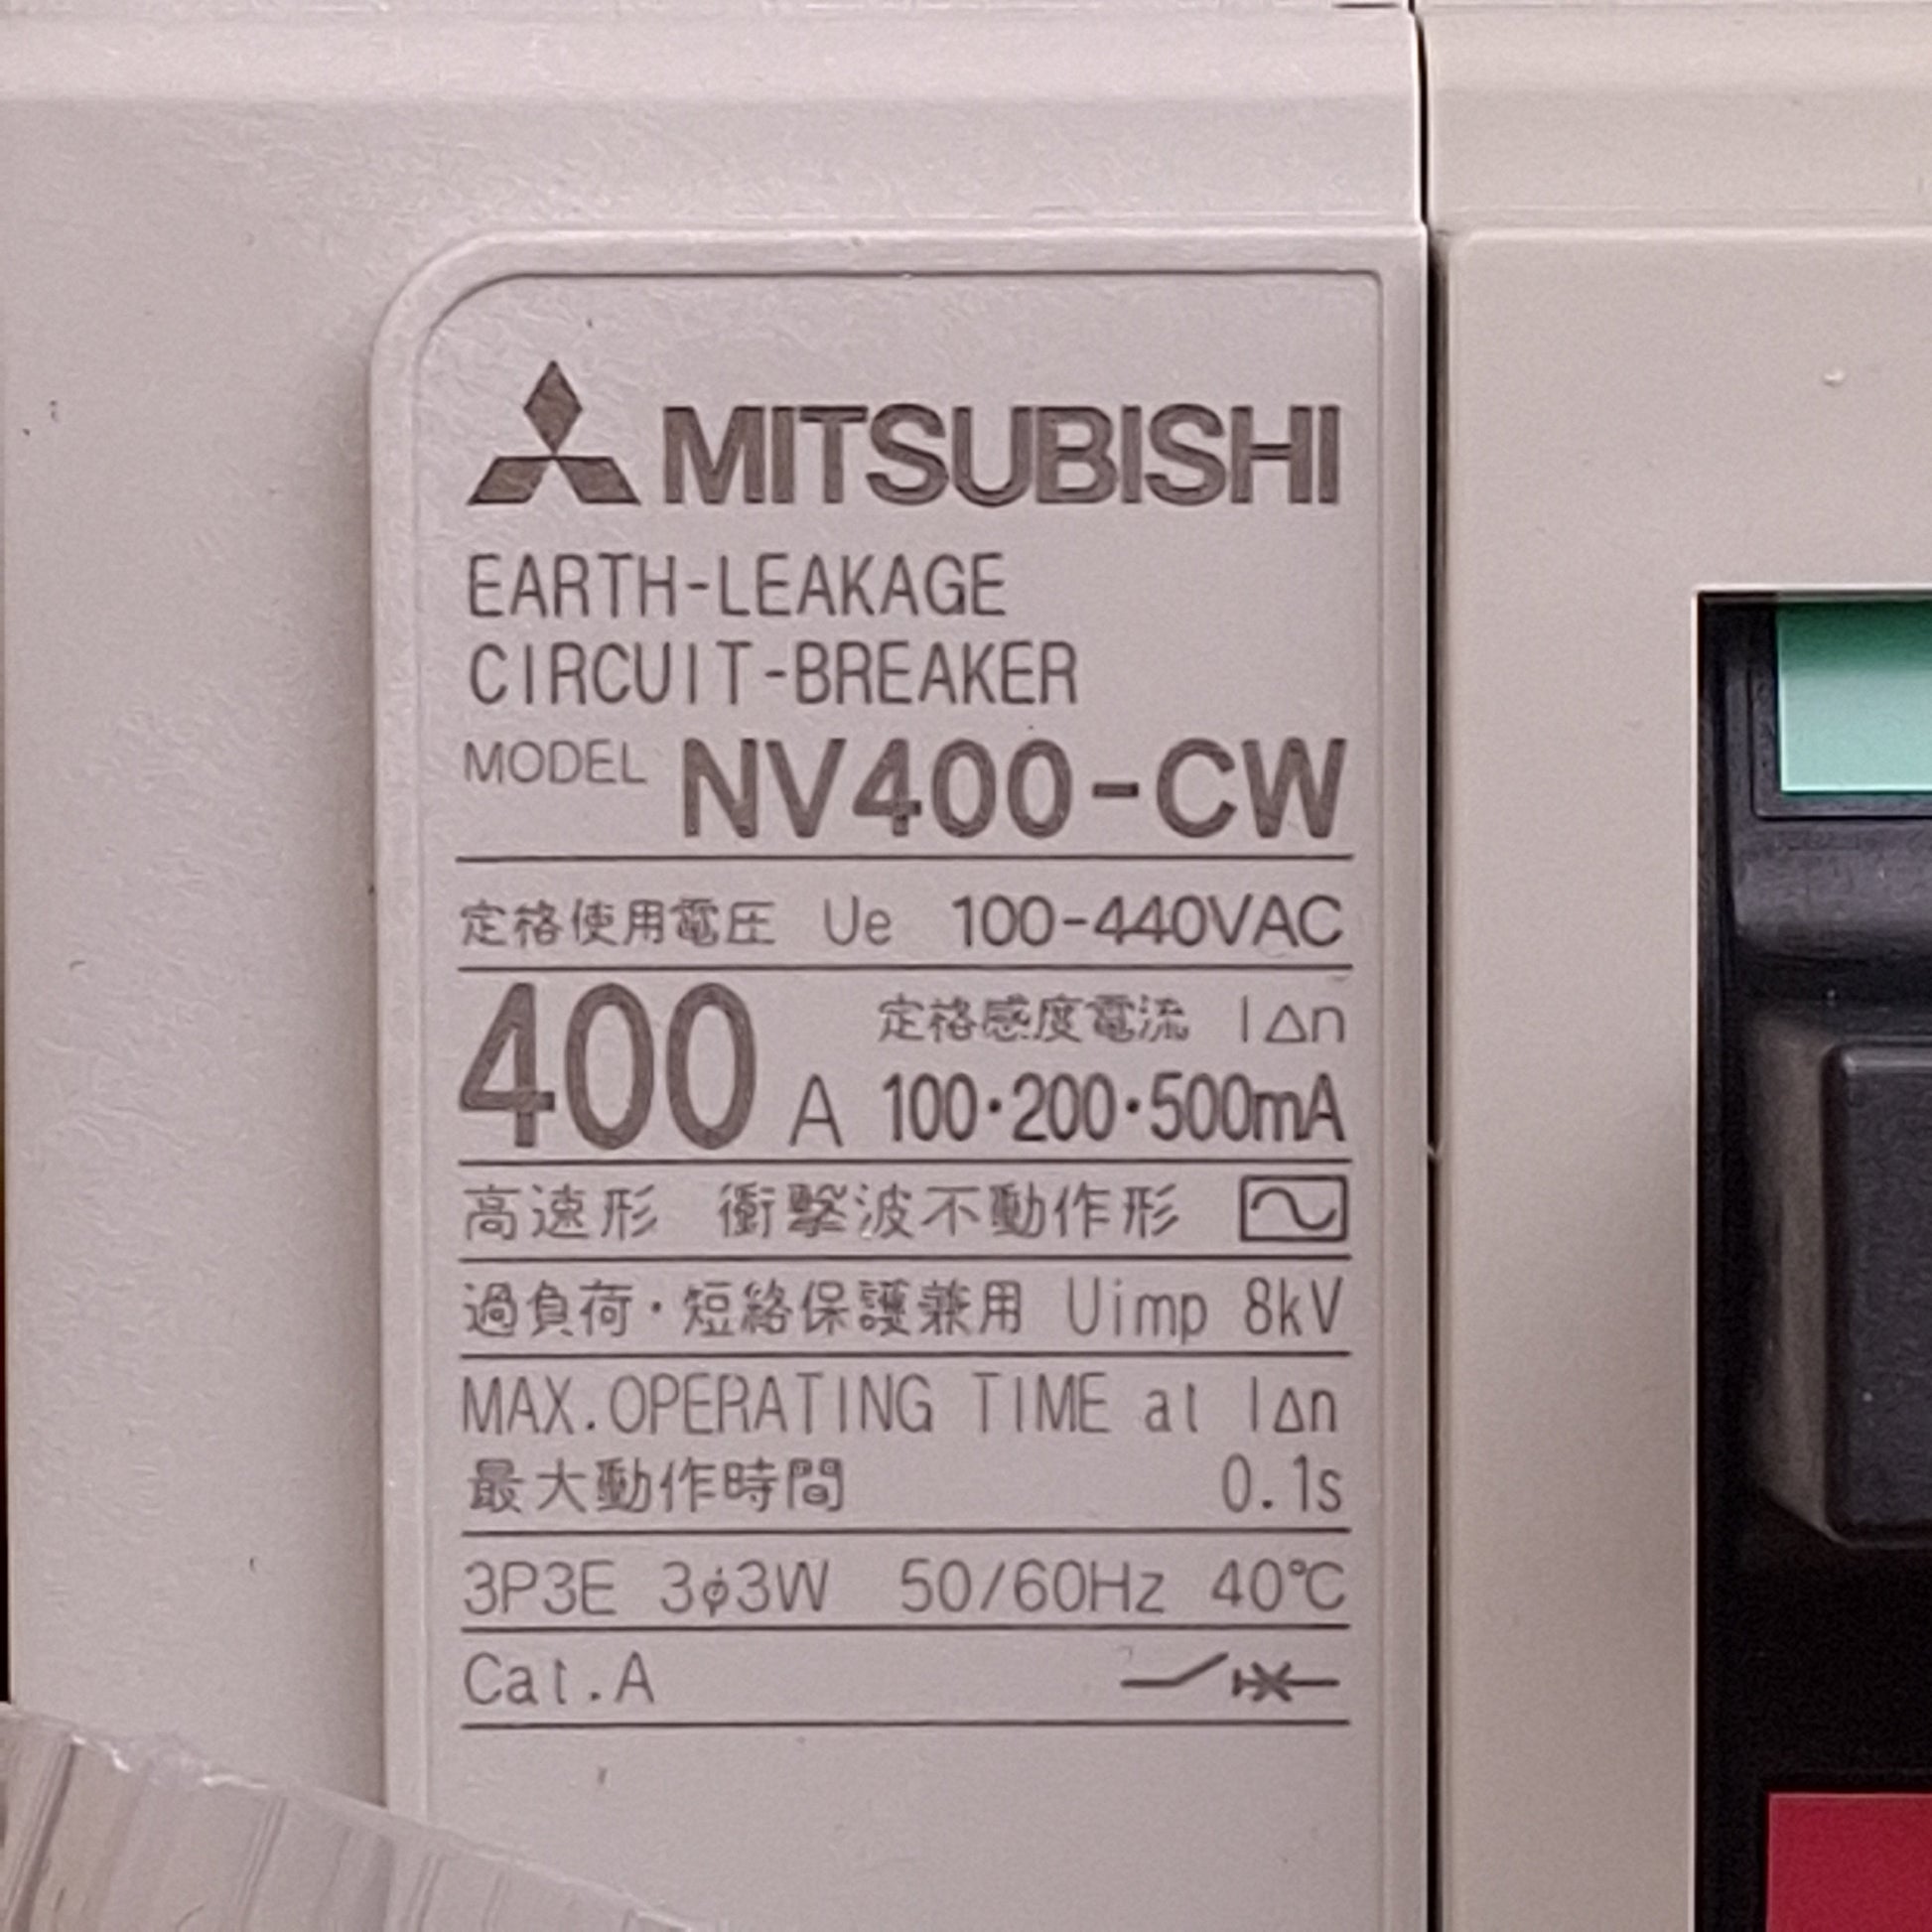 MITSUBISHI
EARTH-LEAKAGE
CIRCUIT-BREAKER
MODEL NV400-CW
定格使用電圧 Ue 100-440VAC
400 A 定格感度電流 I△n
100・200・500mA
高速形 衝撃波不動作形
過負荷・短絡保護兼用 Uimp 8kV
MAX.OPERATING TIME at I△n
最大動作時間 0.1s
3P3E 3φ3W 50/60Hz 40℃
Cat.A